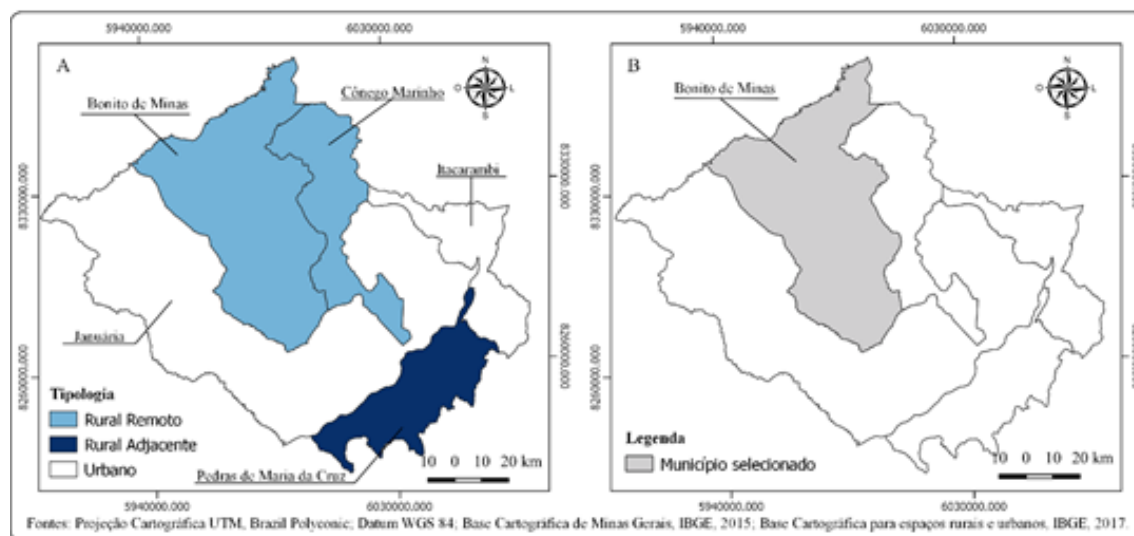 5940000.000 6030000.000
A
N
O L
S
Bonito de Minas
Cônego Marinho
Itacarambi
Januária
8330000.000
8330000.000
8260000.000
8260000.000
Tipologia
Rural Remoto
Rural Adjacente
Urbano
Pedras de Maria da Cruz
10 0 10 20 km
5940000.000 6030000.000
5940000.000 6030000.000
B
N
O L
S
Bonito de Minas
8330000.000
8260000.000
Legenda
Município selecionado
10 0 10 20 km
5940000.000 6030000.000
Fontes: Projeção Cartográfica UTM, Brazil Polyconic; Datum WGS 84; Base Cartográfica de Minas Gerais, IBGE, 2015; Base Cartográfica para espaços rurais e urbanos, IBGE, 2017.